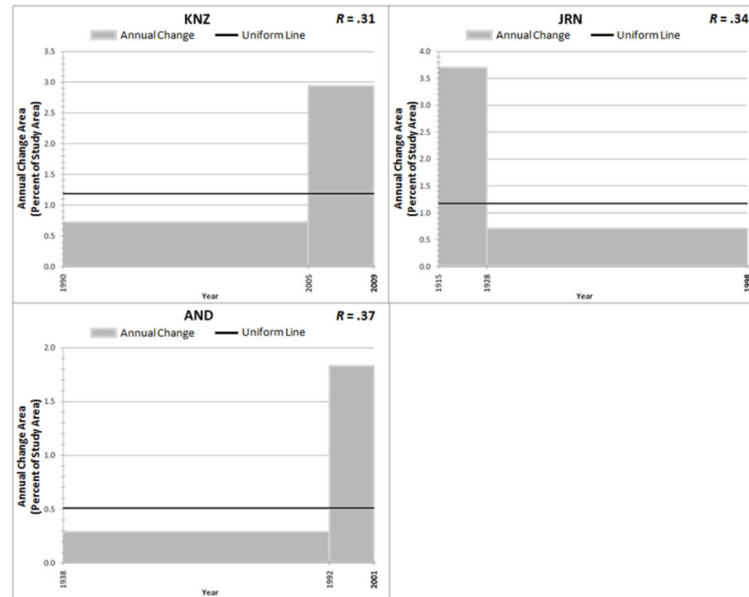 KNZ
R = .31
Annual Change
Uniform Line
Annual Change Area
(Percent of Study Area)
3.5
3.0
2.5
2.0
1.5
1.0
0.5
0.0
1990
2005
2009
Year
JRN
R = .34
Annual Change
Uniform Line
Annual Change Area
(Percent of Study Area)
4.0
3.5
3.0
2.5
2.0
1.5
1.0
0.5
0.0
1915
1928
1998
Year
AND
R = .37
Annual Change
Uniform Line
Annual Change Area
(Percent of Study Area)
2.0
1.5
1.0
0.5
0.0
1938
1992
2001
Year